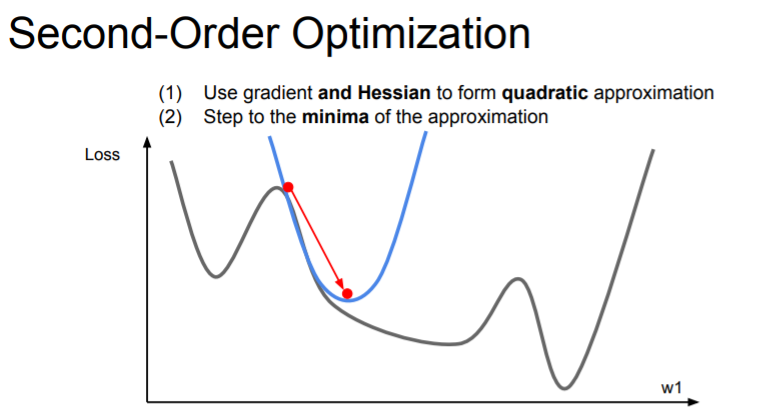 Second-Order Optimization
(1) Use gradient and Hessian to form quadratic approximation
(2) Step to the minima of the approximation
Loss
w1